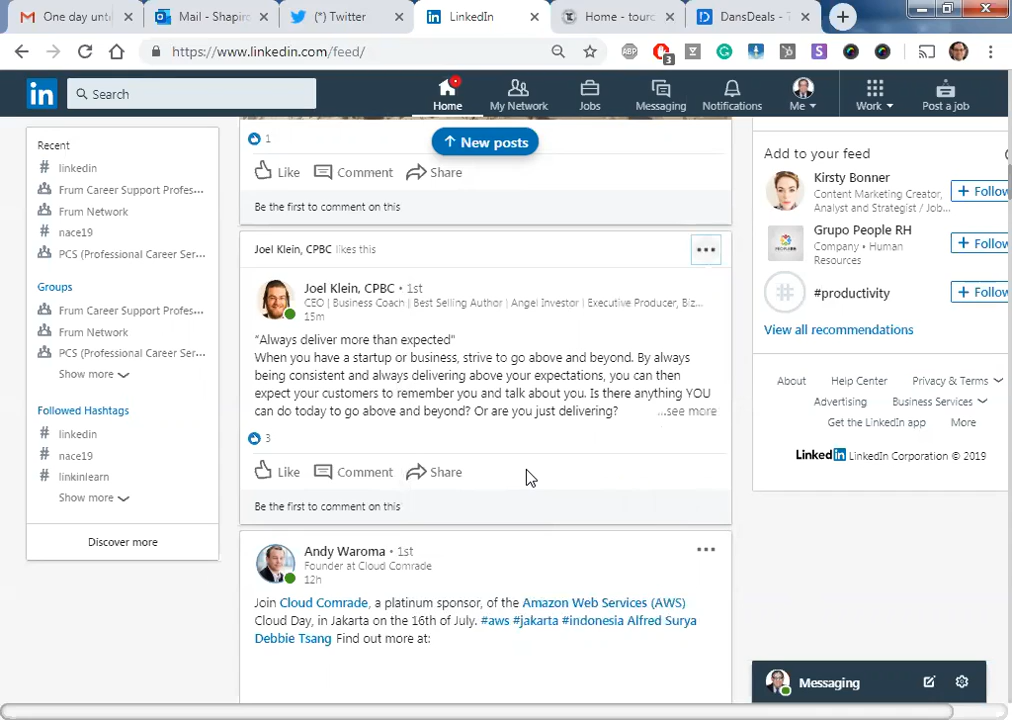 One day unti
Mail - Shapiro
(*) Twitter
LinkedIn
Home - tourc
DansDeals - T
https://www.linkedin.com/feed/
ABP
3
S
in
Search
Home
My Network
Jobs
Messaging
Notifications
Me
Work
Post a job
Recent
# linkedin
Frum Career Support Profes...
Frum Network
# nace19
PCS (Professional Career Ser...
Groups
Frum Career Support Profes...
Frum Network
PCS (Professional Career Ser...
Show more
Followed Hashtags
# linkedin
# nace19
# linkinlearn
Show more
Discover more
New posts
1
Like
Comment
Share
Be the first to comment on this
Joel Klein, CPBC likes this
Joel Klein, CPBC • 1st
CEO | Business Coach | Best Selling Author | Angel Investor | Executive Producer, Biz...
15m
“Always deliver more than expected"
When you have a startup or business, strive to go above and beyond. By always
being consistent and always delivering above your expectations, you can then
expect your customers to remember you and talk about you. Is there anything YOU
can do today to go above and beyond? Or are you just delivering? ...see more
3
Like
Comment
Share
Be the first to comment on this
Andy Waroma • 1st
Founder at Cloud Comrade
12h
Join Cloud Comrade, a platinum sponsor, of the Amazon Web Services (AWS)
Cloud Day, in Jakarta on the 16th of July. #aws #jakarta #indonesia Alfred Surya
Debbie Tsang Find out more at:
Add to your feed
Kirsty Bonner
Content Marketing Creator,
Analyst and Strategist / Job...
+ Follow
Grupo People RH
Company • Human
Resources
+ Follow
#
#productivity
+ Follow
View all recommendations
About
Help Center
Privacy & Terms
Advertising
Business Services
Get the LinkedIn app
More
LinkedIn LinkedIn Corporation © 2019
Messaging